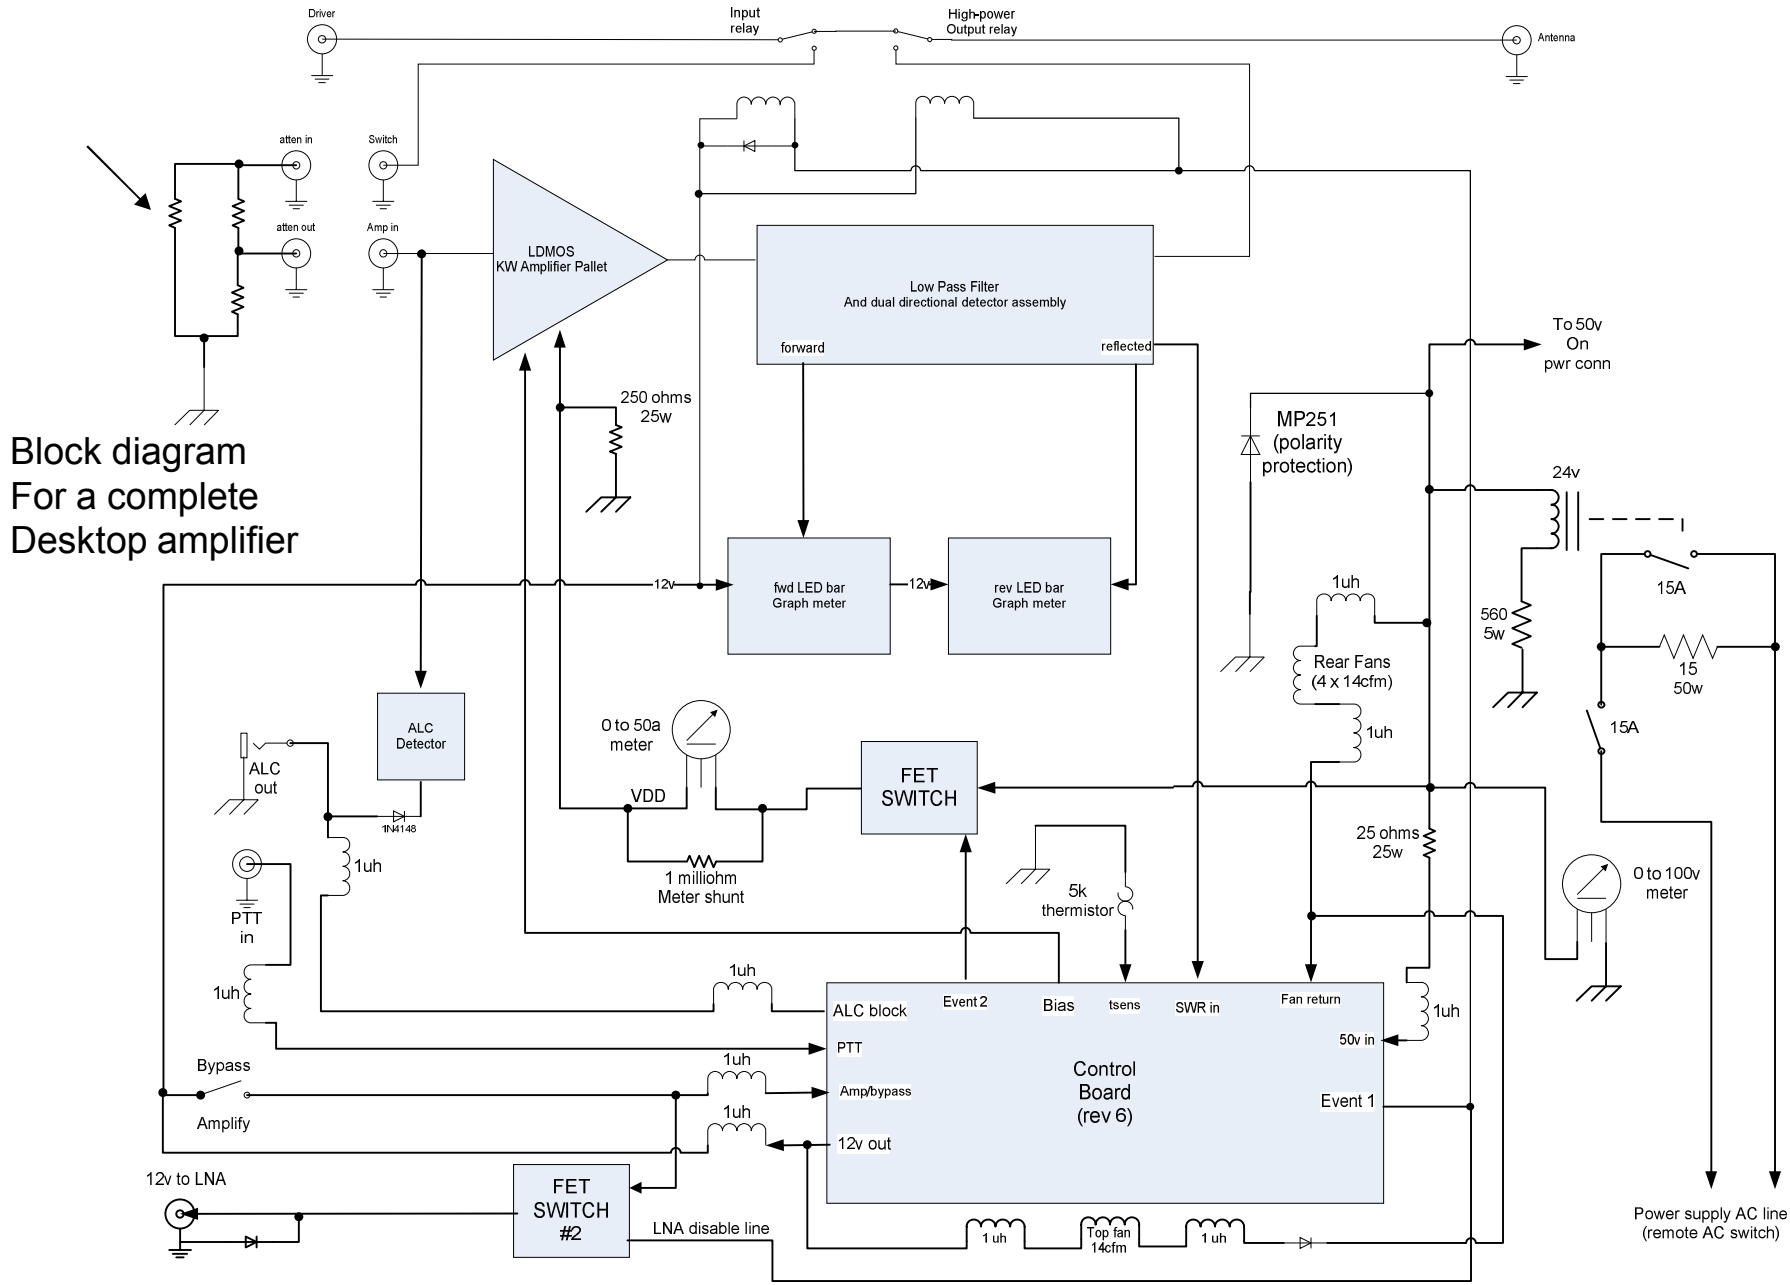 Driver
Input
relay
High-power
Output relay
Antenna
atten in
Switch
atten out
Amp in
LDMOS
KW Amplifier Pallet
Low Pass Filter
And dual directional detector assembly
forward
reflected
To 50v
On
pwr conn
250 ohms
25w
MP251
(polarity
protection)
Block diagram
For a complete
Desktop amplifier
24v
15A
12v
fwd LED bar
Graph meter
12v
rev LED bar
Graph meter
1uh
560
5w
Rear Fans
(4 x 14cfm)
15
50w
1uh
15A
ALC
Detector
0 to 50a
meter
ALC
out
VDD
FET
SWITCH
1N4148
1uh
1 milliohm
Meter shunt
5k
thermistor
25 ohms
25w
0 to 100v
meter
PTT
in
1uh
1uh
ALC block
Event 2
Bias
tsens
SWR in
Fan return
1uh
50v in
PTT
Bypass
Amplify
1uh
Amp/bypass
Control
Board
(rev 6)
Event 1
1uh
12v out
12v to LNA
FET
SWITCH
#2
LNA disable line
1 uh
Top fan
14cfm
1 uh
Power supply AC line
(remote AC switch)